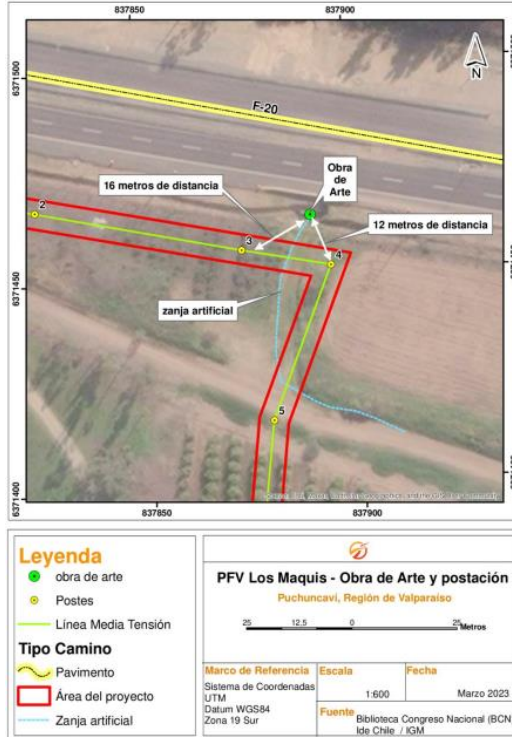 837850
837900
6371500
F-20
N
Obra
de
Arte
16 metros de distancia
12 metros de distancia
2
3
4
6371450
zanja artificial
5
6371400
837850
837900
Leyenda
obra de arte
Postes
Línea Media Tensión
Tipo Camino
Pavimento
Área del proyecto
Zanja artificial
PFV Los Maquis - Obra de Arte y postación
Puchuncaví, Región de Valparaíso
25 12,5 0 25 Metros
Marco de Referencia
Sistema de Coordenadas
UTM
Datum WGS84
Zona 19 Sur
Escala
1:600
Fecha
Marzo 2023
Fuente
Biblioteca Congreso Nacional (BCN)
Ide Chile / IGM